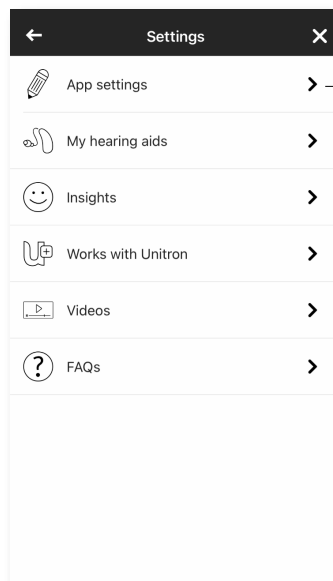 Settings
App settings
My hearing aids
Insights
Works with Unitron
Videos
FAQs